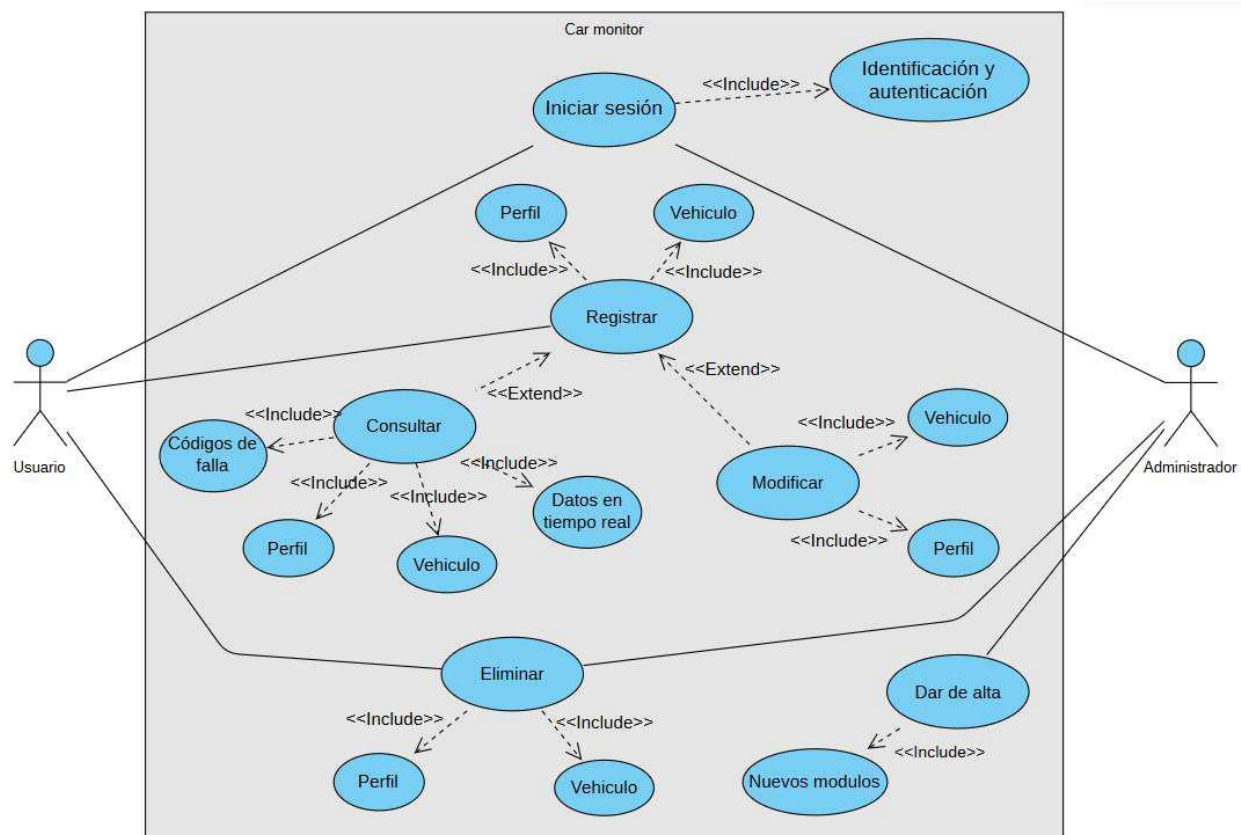 Car monitor
Identificación y
autenticación
<<Include>>
Iniciar sesión
Perfil
Vehiculo
<<Include>>
<<Include>>
Registrar
<<Extend>>
<<Extend>>
Usuario
Administrador
<<Include>>
Consultar
Códigos de
falla
<<Include>>
<<Include>>
<<Include>>
Datos en
tiempo real
Perfil
Vehiculo
<<Include>>
Vehiculo
Modificar
<<Include>>
Perfil
Eliminar
<<Include>>
<<Include>>
Perfil
Vehiculo
Dar de alta
<<Include>>
Nuevos modulos